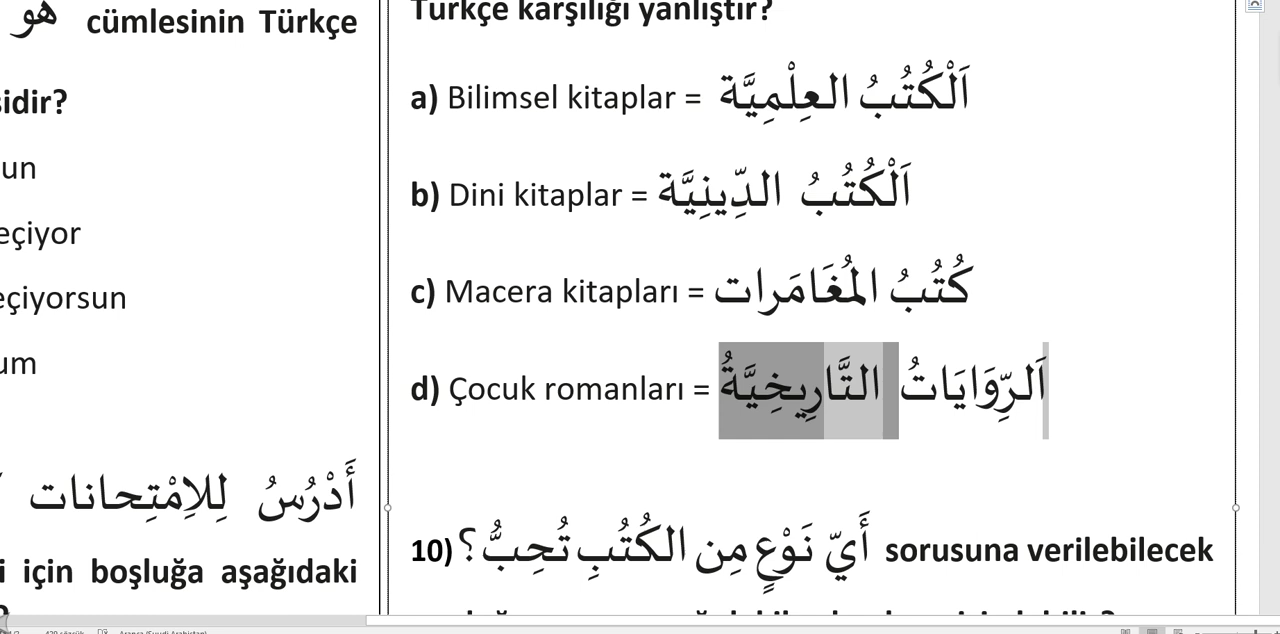 هو cümlesinin Türkçe
sidir?
un
eçiyor
eçiyorsun
um
أَدْرُسُ لِلاِمْتِحانات
i için boşluğa aşağıdaki
Türkçe karşılığı yanlıştır?
a) Bilimsel kitaplar = اَلْكُتُبُ العِلْمِيَّة
b) Dini kitaplar = اَلْكُتُبُ الدِّينِيَّة
c) Macera kitapları = كُتُبُ المُغَامَرات
d) Çocuk romanları = اَلرِّوَايَاتُ التَّارِيخِيَّةُ
10) أَيّ نَوْعٍ مِن الكُتُبِ تُحِبُّ؟ sorusuna verilebilecek